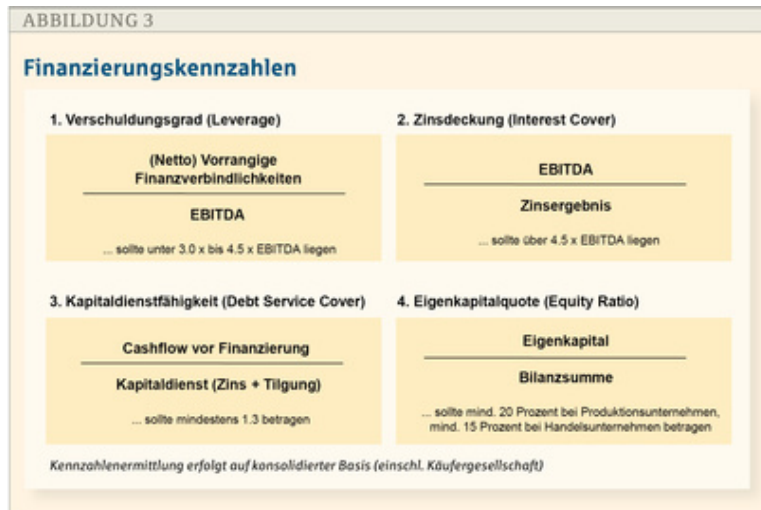 ABBILDUNG 3
Finanzierungskennzahlen
1. Verschuldungsgrad (Leverage)
(Netto) Vorrangige
Finanzverbindlichkeiten
EBITDA
... sollte unter 3.0 x bis 4.5 x EBITDA liegen
2. Zinsdeckung (Interest Cover)
EBITDA
Zinsergebnis
... sollte über 4.5 x EBITDA liegen
3. Kapitaldienstfähigkeit (Debt Service Cover)
Cashflow vor Finanzierung
Kapitaldienst (Zins + Tilgung)
... sollte mindestens 1.3 betragen
4. Eigenkapitalquote (Equity Ratio)
Eigenkapital
Bilanzsumme
... sollte mind. 20 Prozent bei Produktionsunternehmen,
mind. 15 Prozent bei Handelsunternehmen betragen
Kennzahlenermittlung erfolgt auf konsolidierter Basis (einschl. Käufergesellschaft)